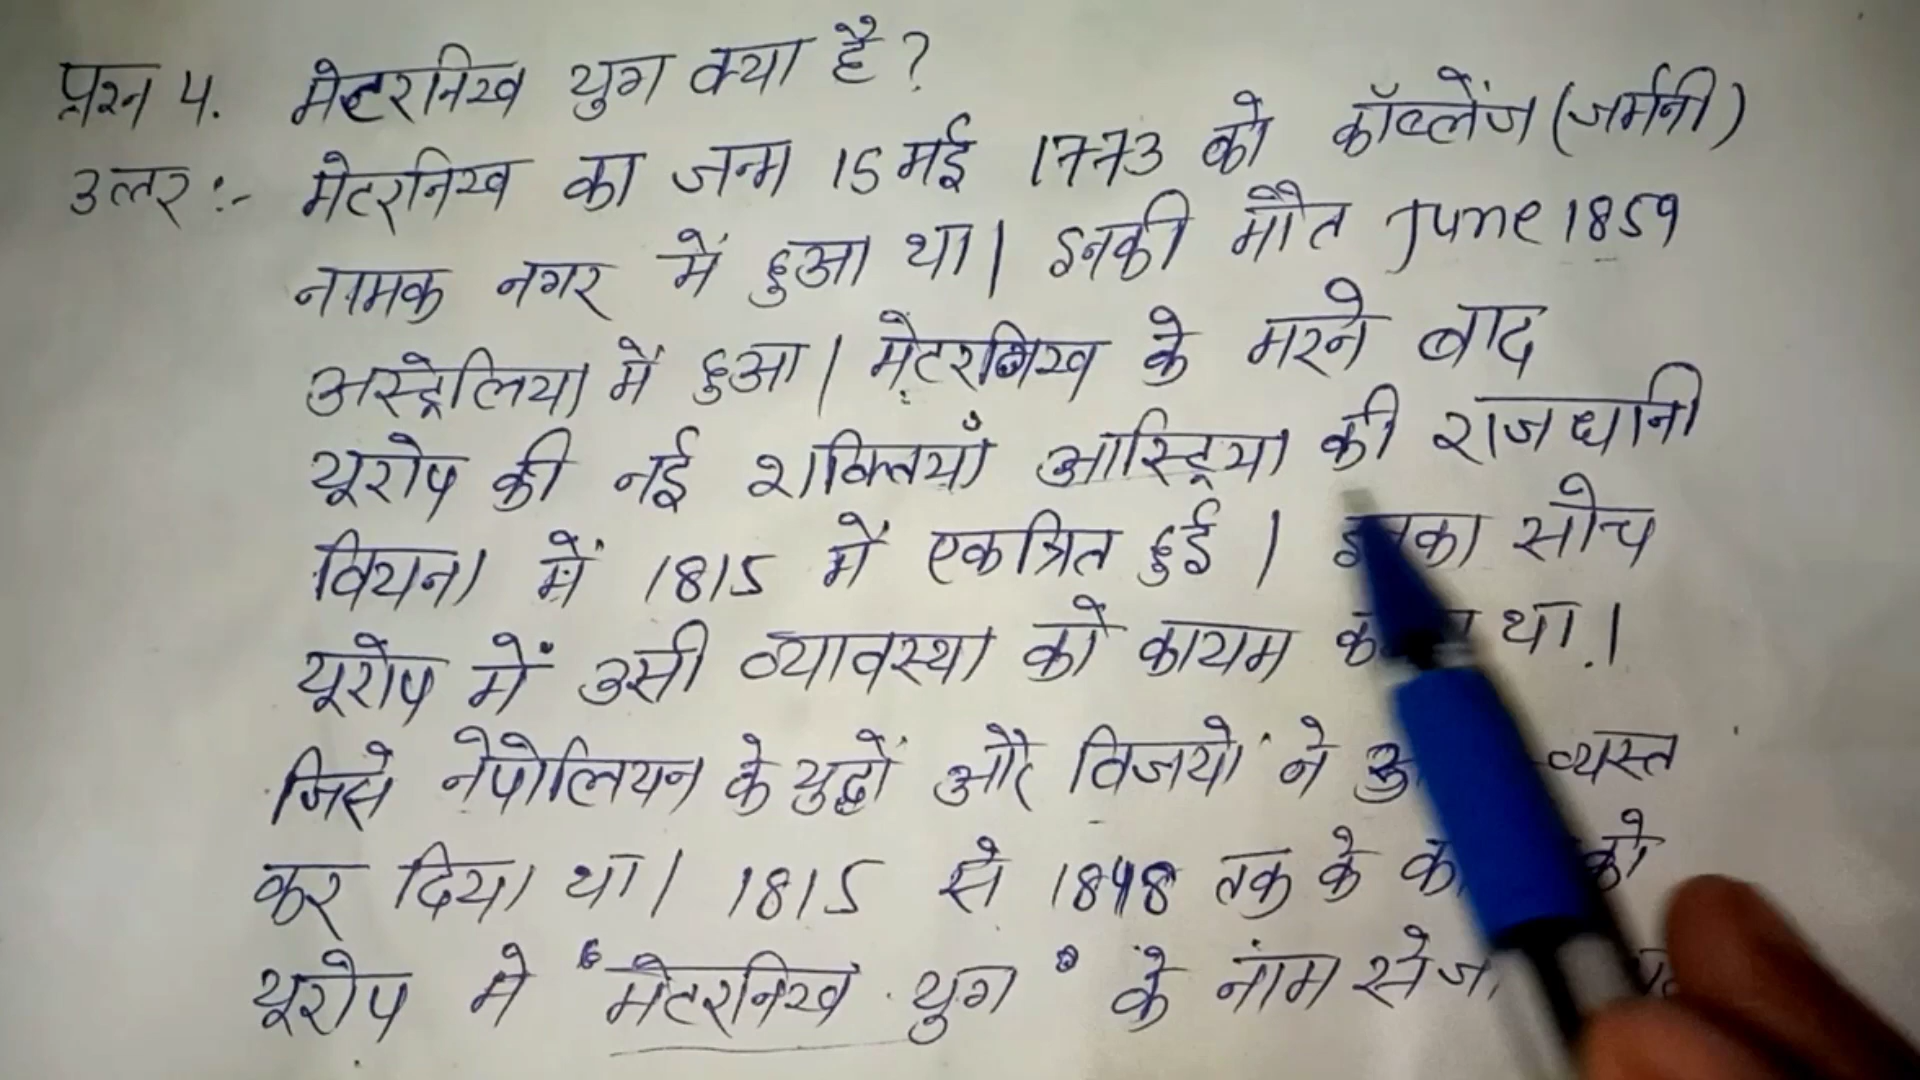 प्रश्न 4. मेटरनिख युग क्या है?
उत्तर:- मेटरनिख का जन्म 15 मई 1773 को कॉब्लेंज (जर्मनी)
नामक नगर में हुआ था। इनकी मौत June 1859
अस्ट्रेलिया में हुआ। मेटरनिख के मरने बाद
यूरोप की नई शक्तियाँ आस्ट्रिया की राजधानी
वियना में 1815 में एकत्रित हुई। सोच
यूरोप में उसी व्यावस्था को कायम था।
जिसे नेपोलियन के युद्धों और विजयों ने व्यस्त
कर दिया था। 1815 से 1848 तक के को
यूरोप मे "मेटरनिख युग" के नाम से